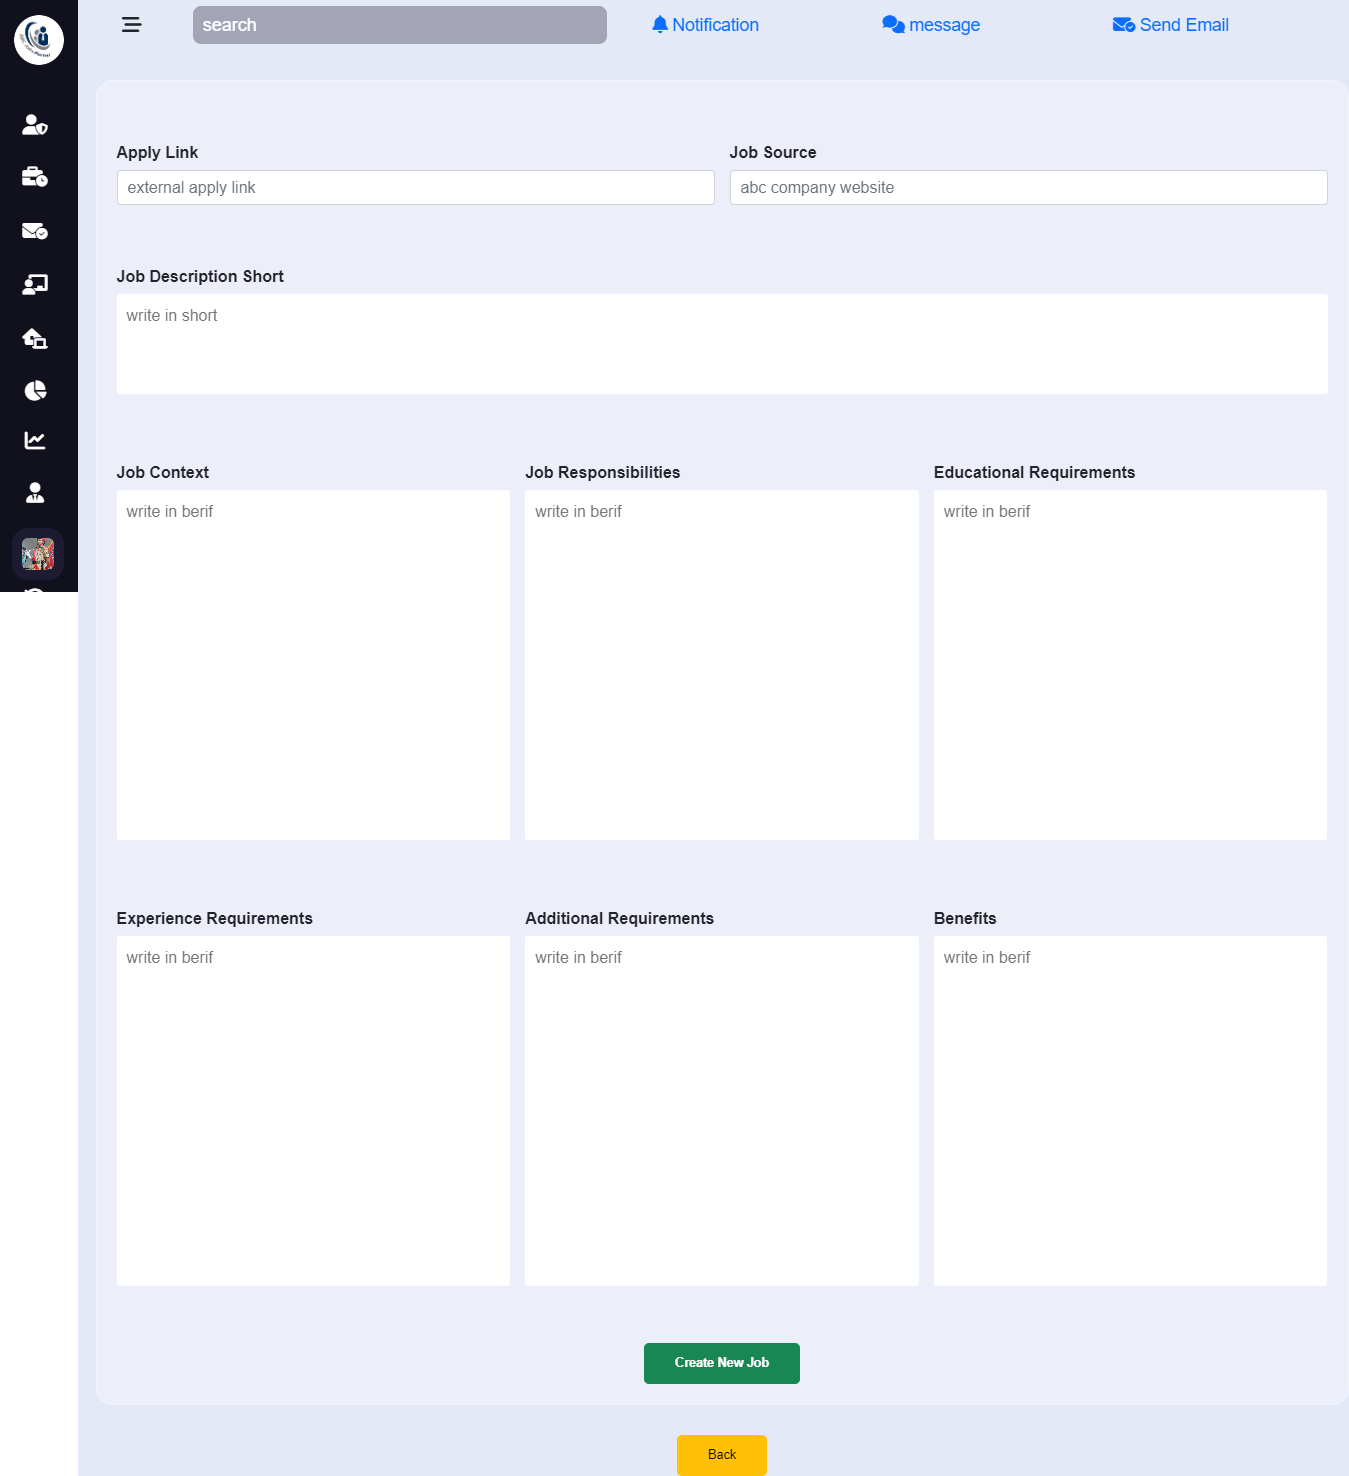 search
Notification
message
Send Email
Apply Link
Job Source
external apply link
abc company website
Job Description Short
write in short
Job Context
Job Responsibilities
Educational Requirements
write in berif
write in berif
write in berif
Experience Requirements
Additional Requirements
Benefits
write in berif
write in berif
write in berif
Create New Job
Back